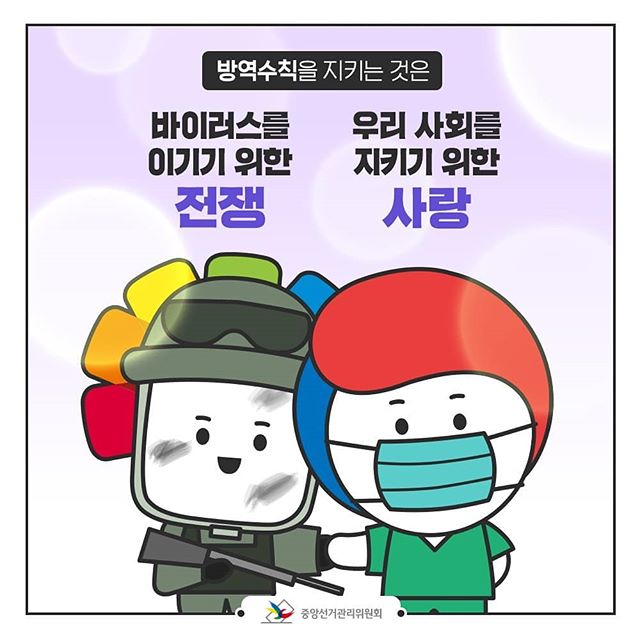 방역수칙을 지키는 것은
바이러스를
이기기 위한
전쟁
우리 사회를
지키기 위한
사랑
중앙선거관리위원회